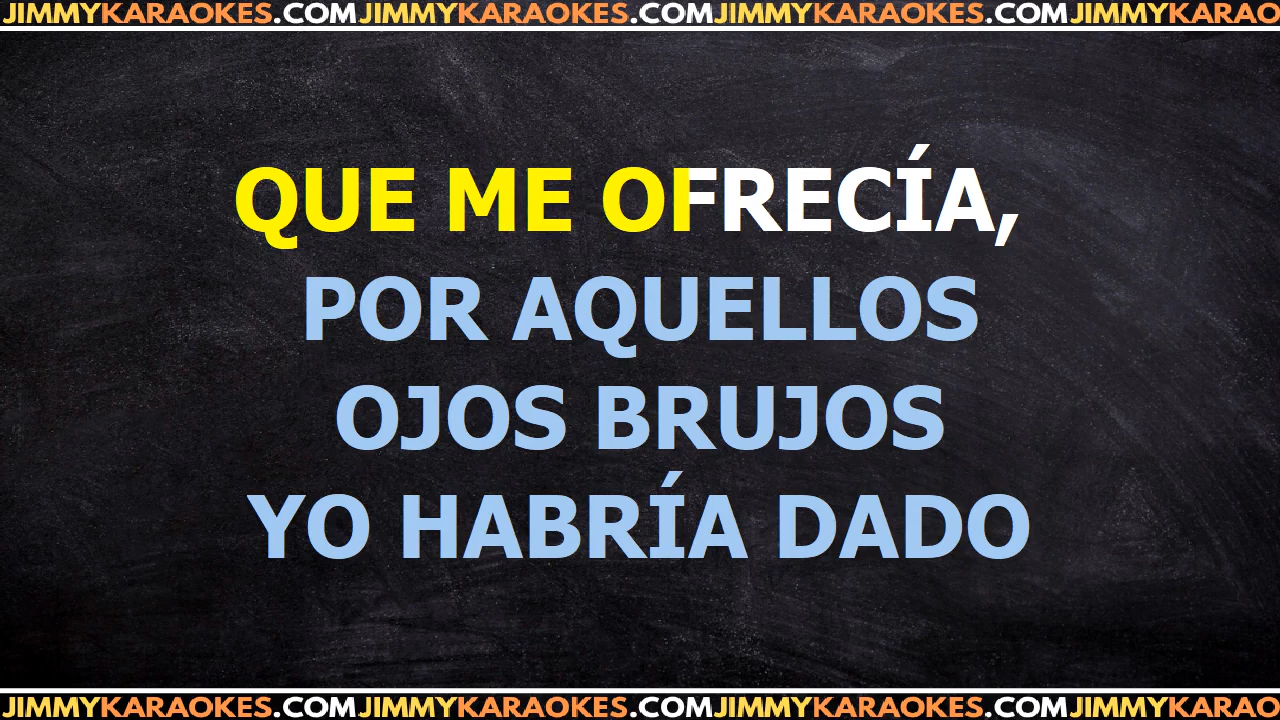 JIMMYKARAOKES.COMJIMMYKARAOKES.COMJIMMYKARAOKES.COMJIMMYKARAO
QUE ME OFRECÍA,
POR AQUELLOS
OJOS BRUJOS
YO HABRÍA DADO
JIMMYKARAOKES.COMJIMMYKARAOKES.COMJIMMYKARAOKES.COMJIMMYKARAO